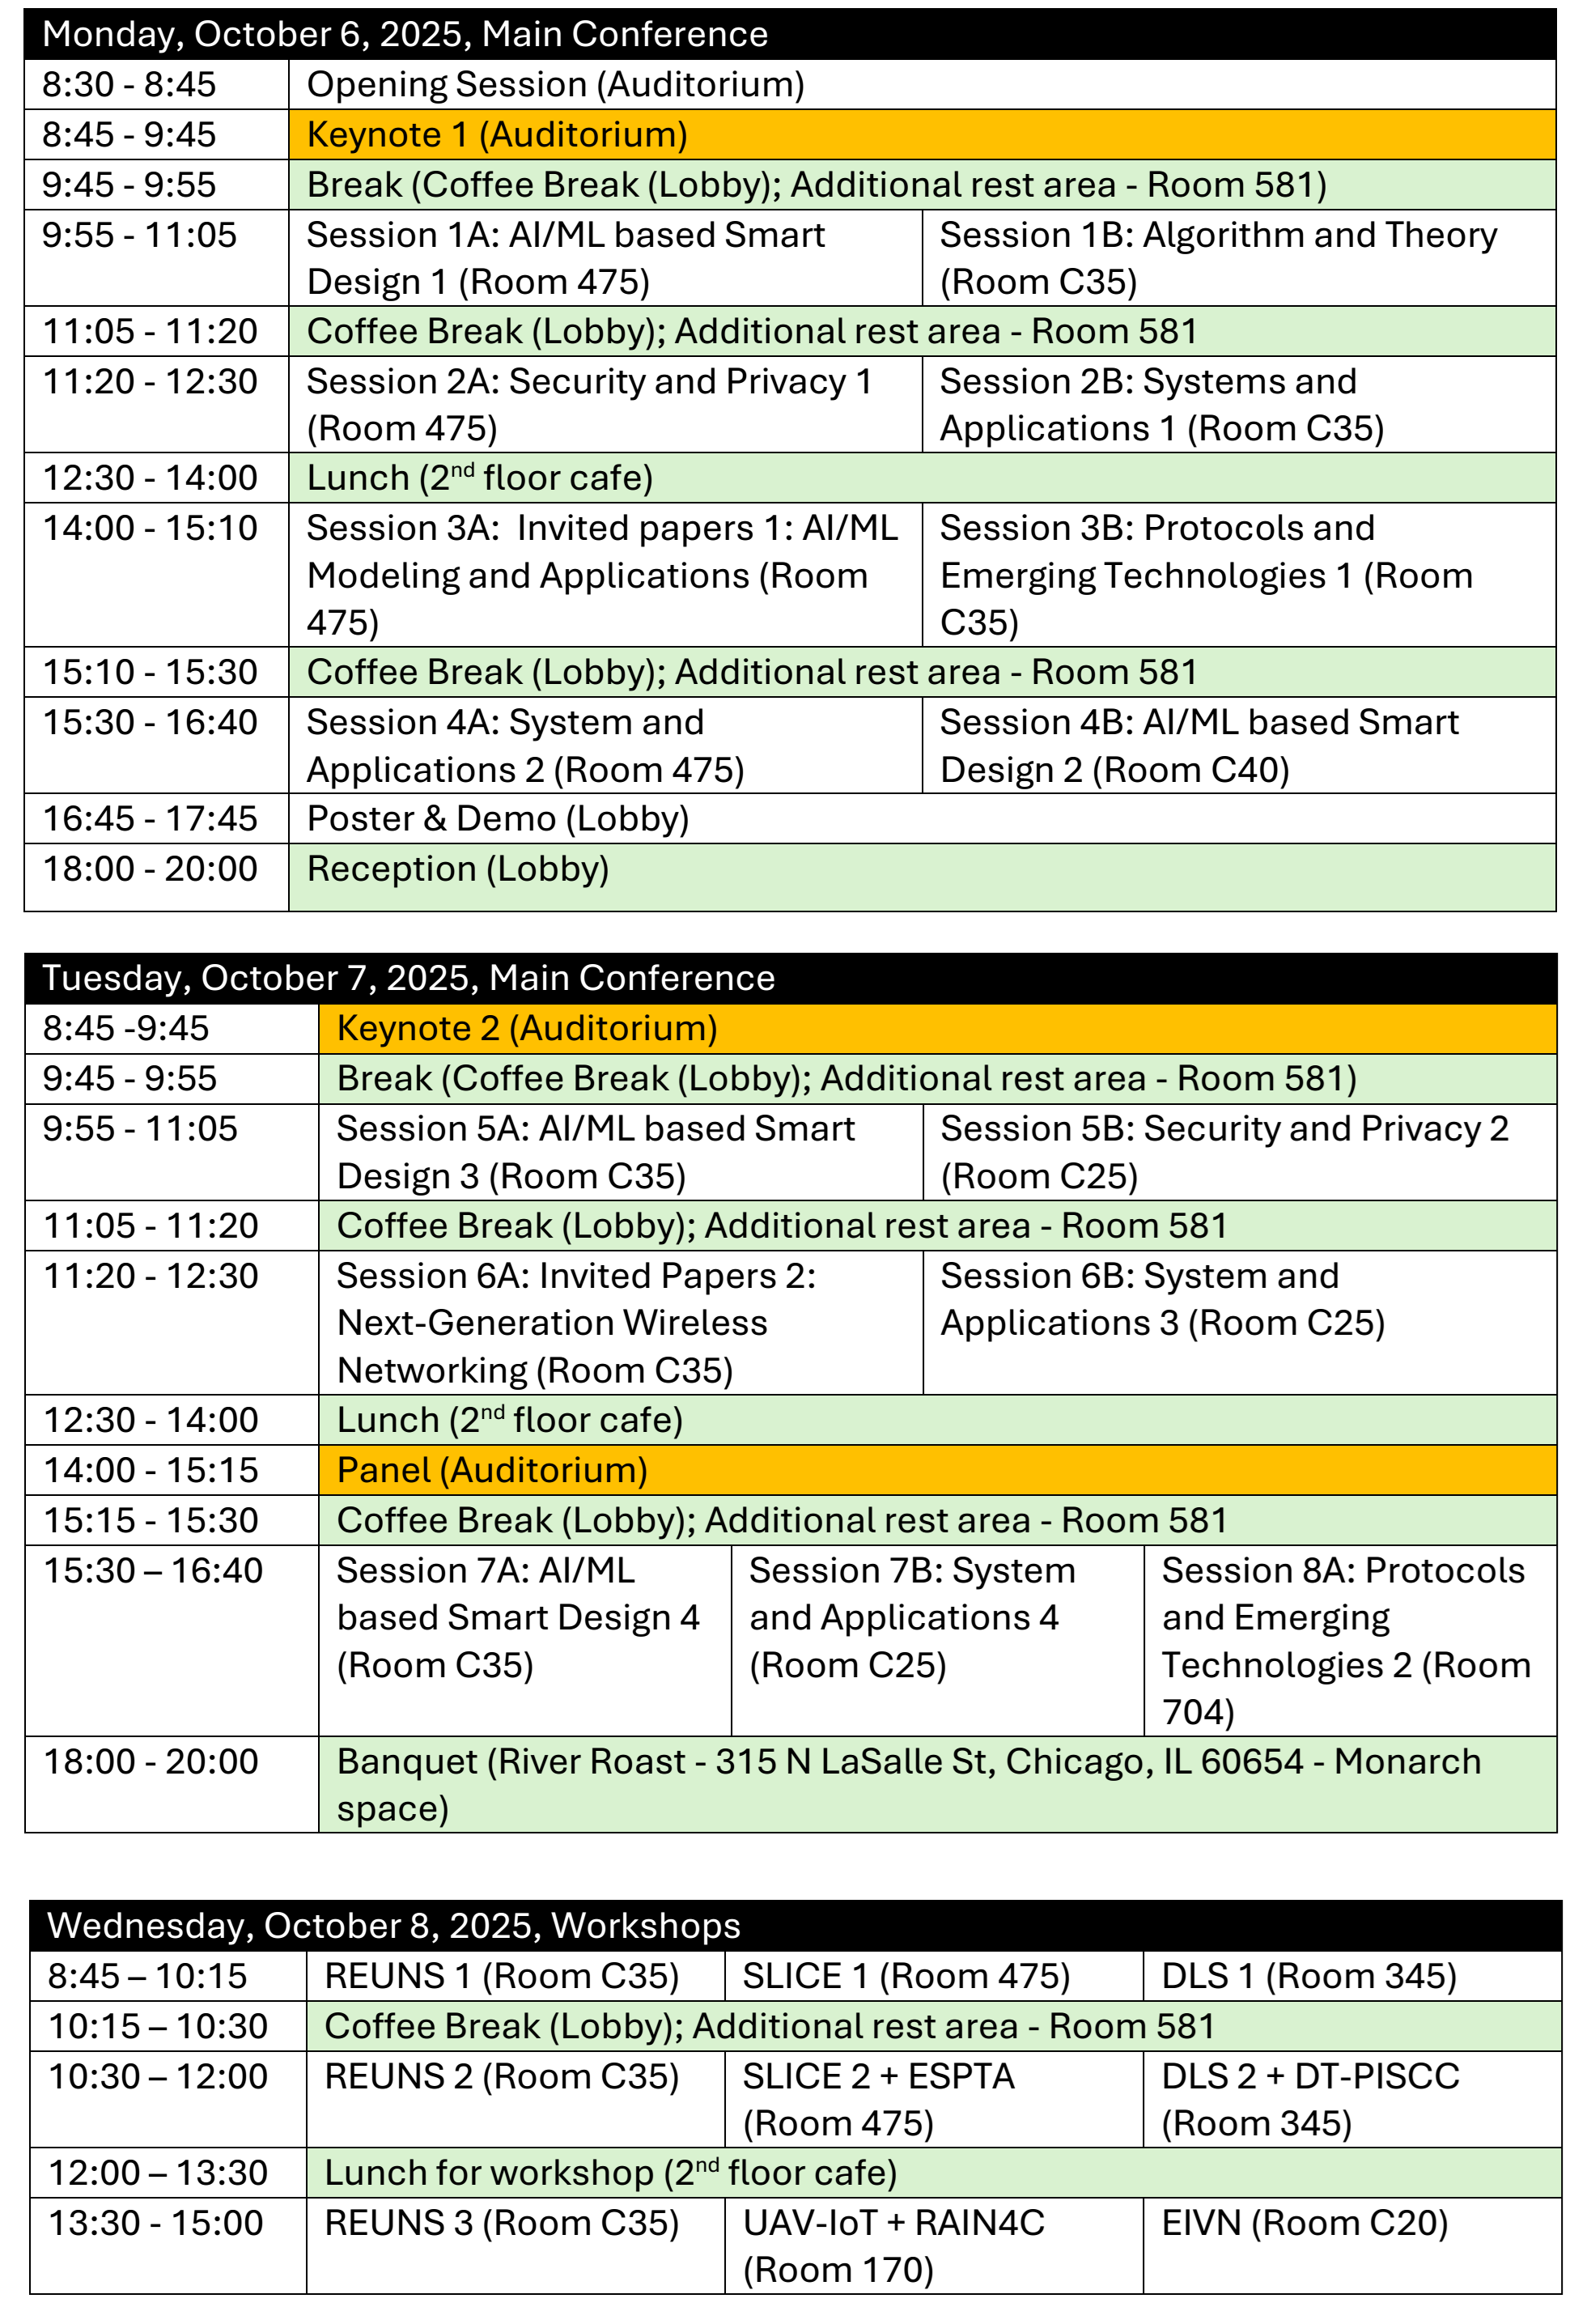 Monday, October 6, 2025, Main Conference
8:30 - 8:45
Opening Session (Auditorium)
8:45 - 9:45
Keynote 1 (Auditorium)
9:45 - 9:55
Break (Coffee Break (Lobby); Additional rest area - Room 581)
9:55 - 11:05
Session 1A: AI/ML based Smart
Design 1 (Room 475)
Session 1B: Algorithm and Theory
(Room C35)
11:05 - 11:20
Coffee Break (Lobby); Additional rest area - Room 581
11:20 - 12:30
Session 2A: Security and Privacy 1
(Room 475)
Session 2B: Systems and
Applications 1 (Room C35)
12:30 - 14:00
Lunch (2nd floor cafe)
14:00 - 15:10
Session 3A:  Invited papers 1: AI/ML
Modeling and Applications (Room
475)
Session 3B: Protocols and
Emerging Technologies 1 (Room
C35)
15:10 - 15:30
Coffee Break (Lobby); Additional rest area - Room 581
15:30 - 16:40
Session 4A: System and
Applications 2 (Room 475)
Session 4B: AI/ML based Smart
Design 2 (Room C40)
16:45 - 17:45
Poster & Demo (Lobby)
18:00 - 20:00
Reception (Lobby)
Tuesday, October 7, 2025, Main Conference
8:45 -9:45
Keynote 2 (Auditorium)
9:45 - 9:55
Break (Coffee Break (Lobby); Additional rest area - Room 581)
9:55 - 11:05
Session 5A: AI/ML based Smart
Design 3 (Room C35)
Session 5B: Security and Privacy 2
(Room C25)
11:05 - 11:20
Coffee Break (Lobby); Additional rest area - Room 581
11:20 - 12:30
Session 6A: Invited Papers 2:
Next-Generation Wireless
Networking (Room C35)
Session 6B: System and
Applications 3 (Room C25)
12:30 - 14:00
Lunch (2nd floor cafe)
14:00 - 15:15
Panel (Auditorium)
15:15 - 15:30
Coffee Break (Lobby); Additional rest area - Room 581
15:30 – 16:40
Session 7A: AI/ML
based Smart Design 4
(Room C35)
Session 7B: System
and Applications 4
(Room C25)
Session 8A: Protocols
and Emerging
Technologies 2 (Room
704)
18:00 - 20:00
Banquet (River Roast - 315 N LaSalle St, Chicago, IL 60654 - Monarch
space)
Wednesday, October 8, 2025, Workshops
8:45 – 10:15
REUNS 1 (Room C35)
SLICE 1 (Room 475)
DLS 1 (Room 345)
10:15 – 10:30
Coffee Break (Lobby); Additional rest area - Room 581
10:30 – 12:00
REUNS 2 (Room C35)
SLICE 2 + ESPTA
(Room 475)
DLS 2 + DT-PISCC
(Room 345)
12:00 – 13:30
Lunch for workshop (2nd floor cafe)
13:30 - 15:00
REUNS 3 (Room C35)
UAV-IoT + RAIN4C
(Room 170)
EIVN (Room C20)